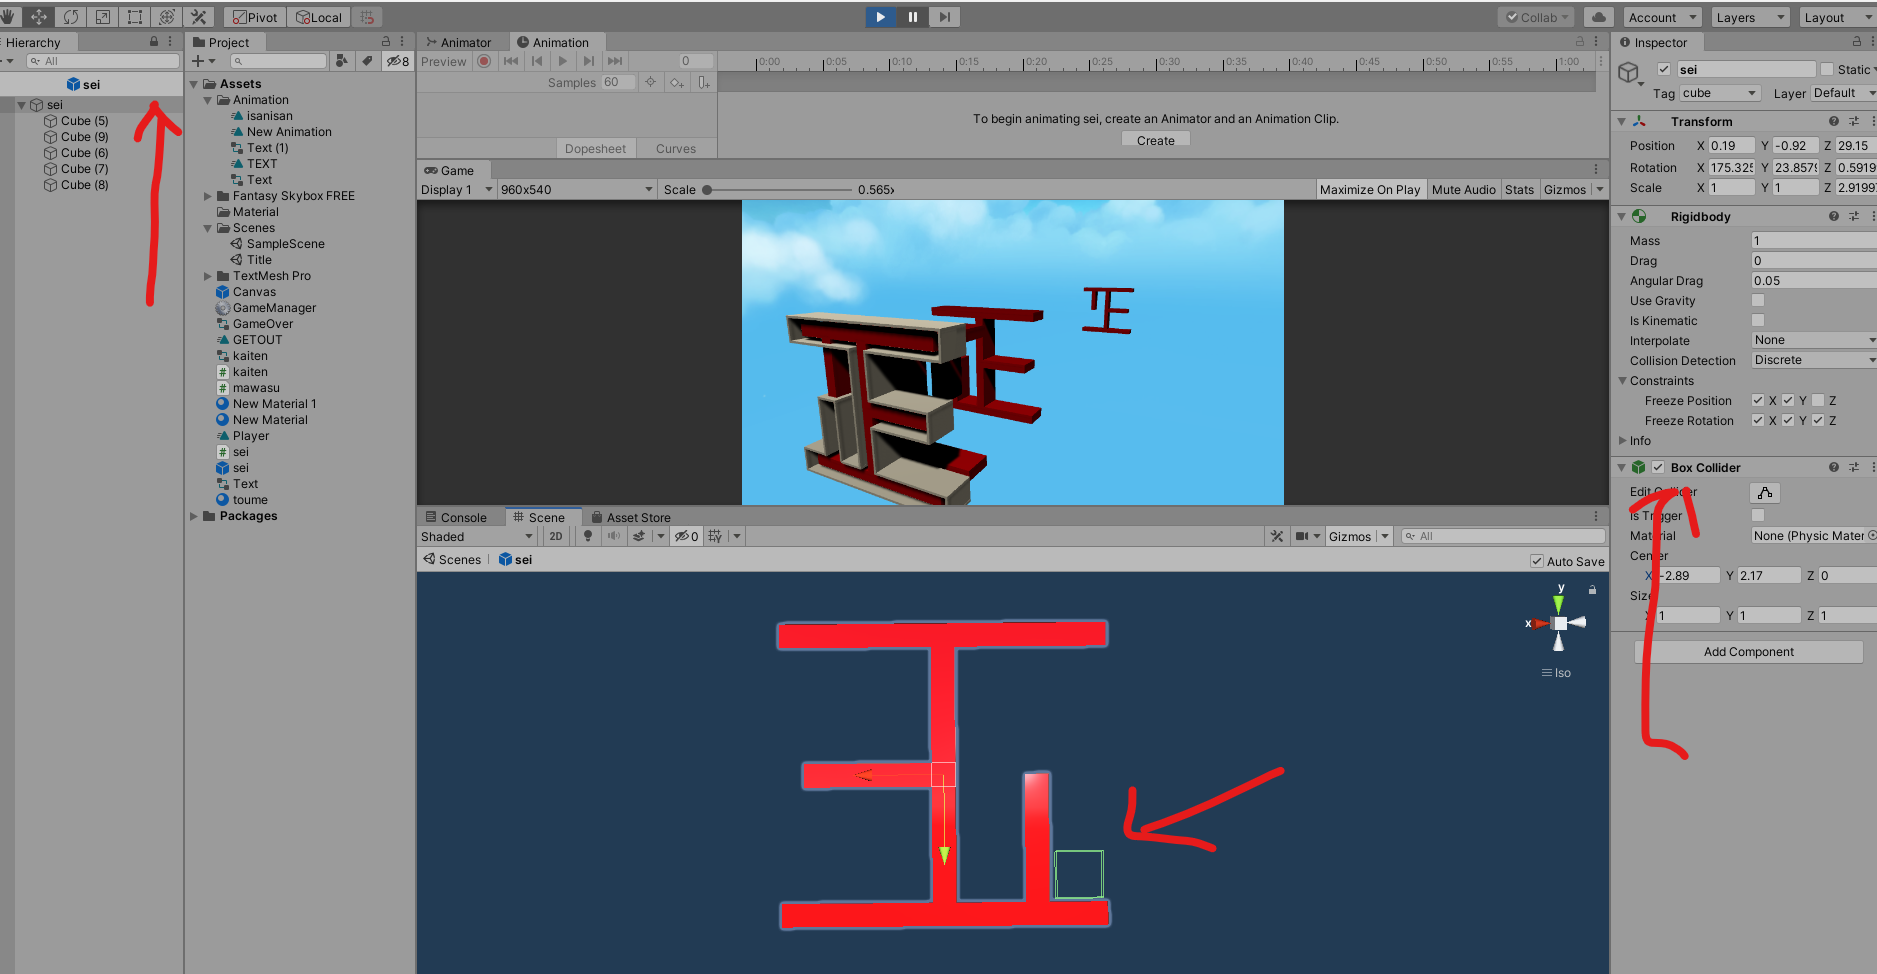 Pivot Local Collab Account Layers Layout
Hierarchy
All
sei
sei
Cube (5)
Cube (9)
Cube (6)
Cube (7)
Cube (8)
Project
8
Assets
Animation
isanisan
New Animation
Text (1)
TEXT
Text
Fantasy Skybox FREE
Material
Scenes
SampleScene
Title
TextMesh Pro
Canvas
GameManager
GameOver
GETOUT
kaiten
kaiten
mawasu
New Material 1
New Material
Player
sei
sei
Text
toume
Packages
Animator Animation
Preview 0
0:00 0:05 0:10 0:15 0:20 0:25 0:30 0:35 0:40 0:45 0:50 0:55 1:00
Samples 60
To begin animating sei, create an Animator and an Animation Clip.
Create
Dopesheet Curves
Game
Display 1 960x540 Scale 0.565x Maximize On Play Mute Audio Stats Gizmos
Console Scene Asset Store
Shaded 2D 0 Gizmos All
Scenes sei Auto Save
y
x
Iso
Inspector
sei Static
Tag cube Layer Default
Transform
Position X 0.19 Y -0.92 Z 29.15
Rotation X 175.325 Y 23.8579 Z 0.5919
Scale X 1 Y 1 Z 2.9199
Rigidbody
Mass 1
Drag 0
Angular Drag 0.05
Use Gravity
Is Kinematic
Interpolate None
Collision Detection Discrete
Constraints
Freeze Position X Y Z
Freeze Rotation X Y Z
Info
Box Collider
Edit Collider
Is Trigger
Material None (Physic Mater
Center
X -2.89 Y 2.17 Z 0
Size
X 1 Y 1 Z 1
Add Component